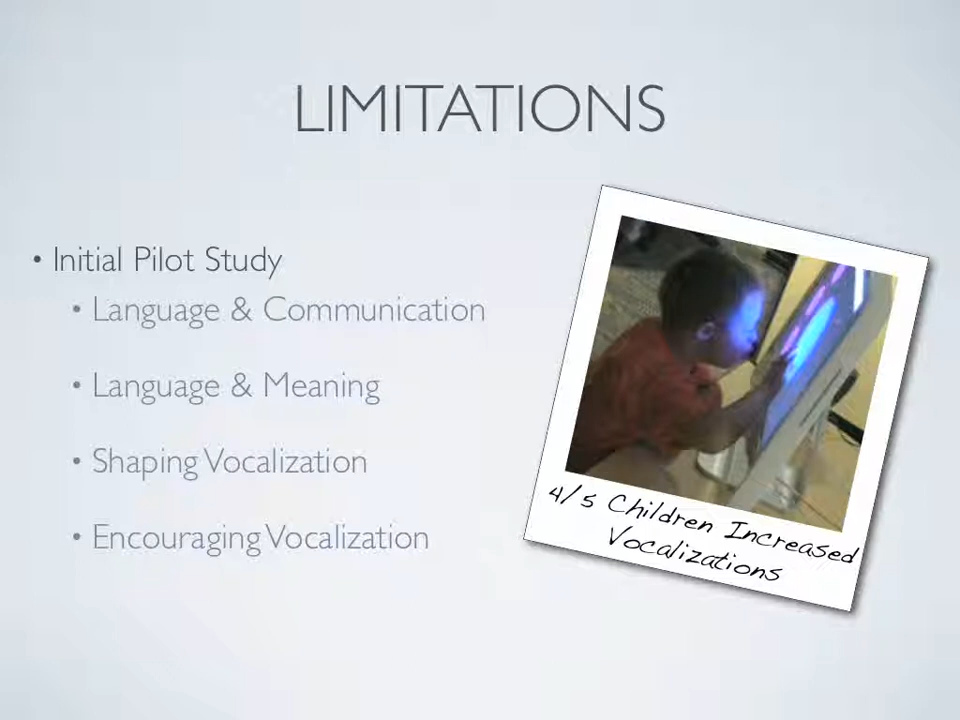 LIMITATIONS
• Initial Pilot Study
• Language & Communication
• Language & Meaning
• Shaping Vocalization
• Encouraging Vocalization
4/5 Children Increased
Vocalizations